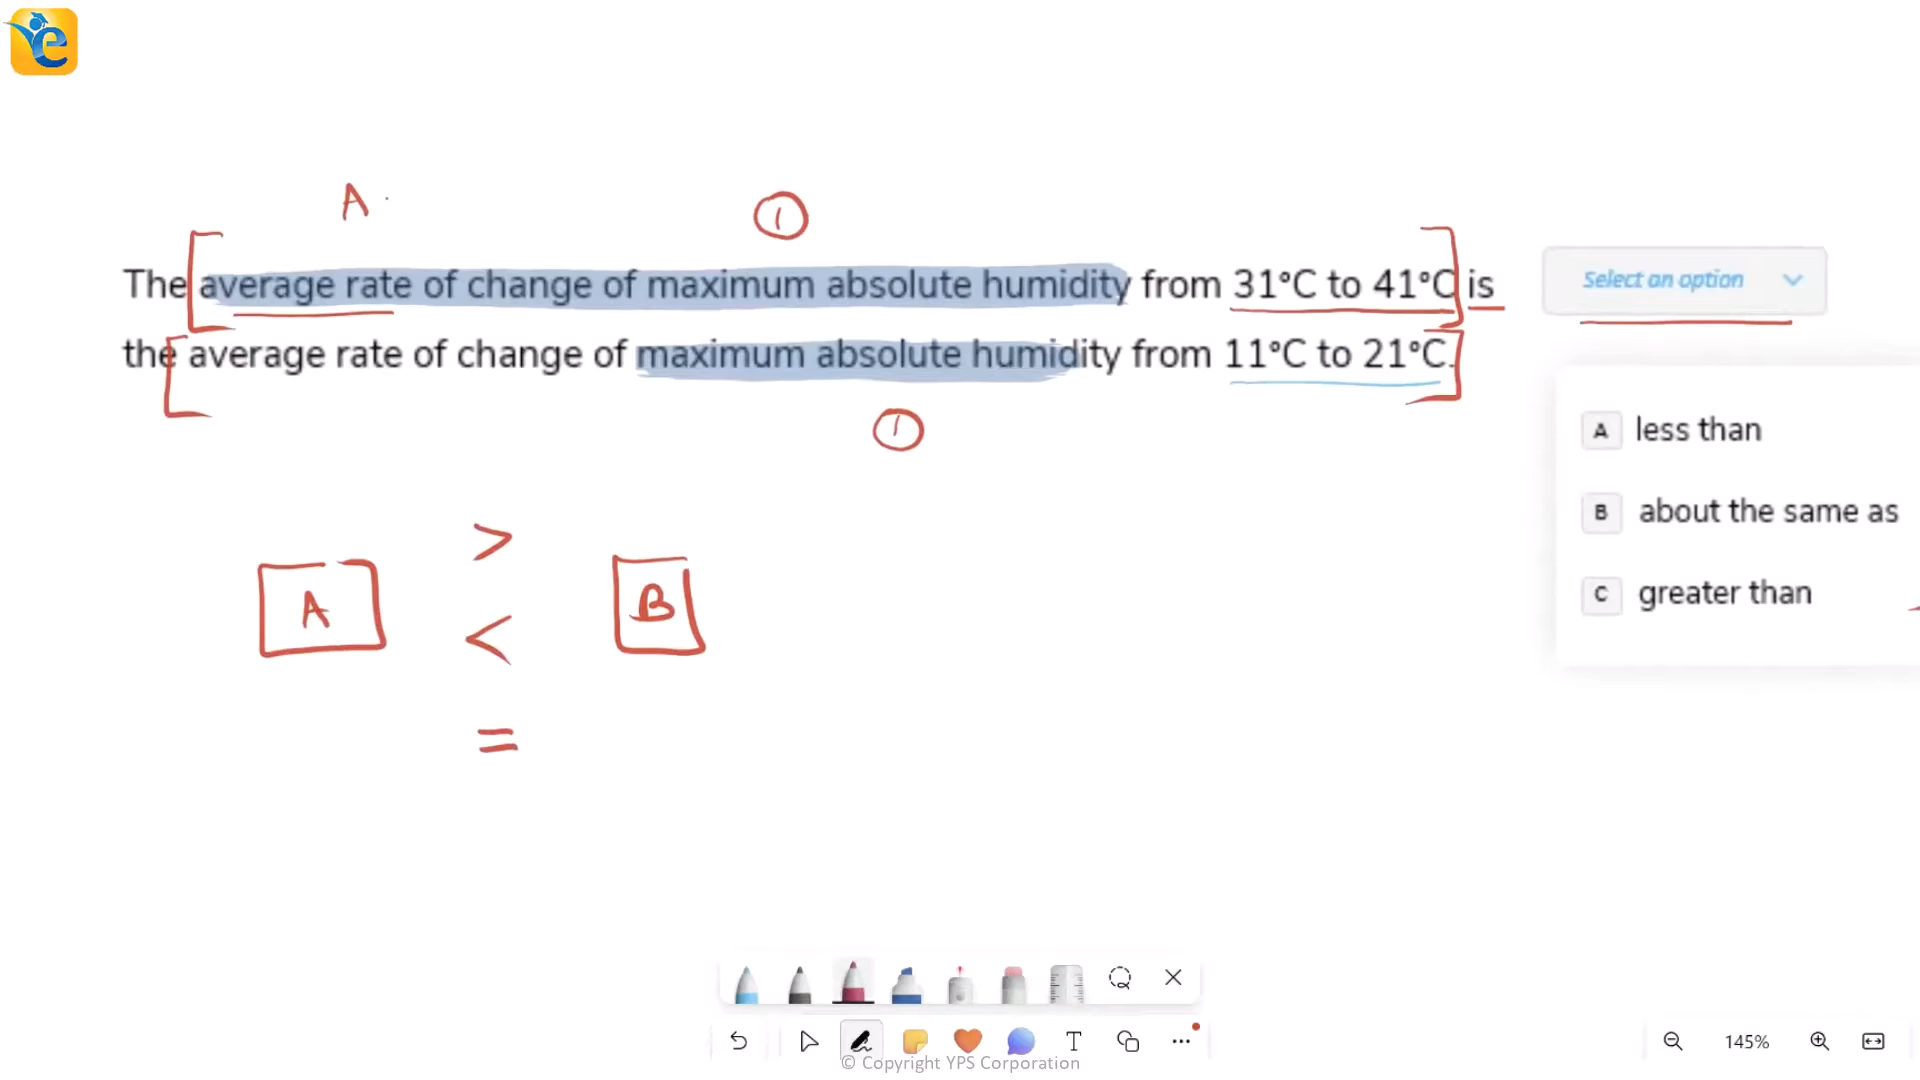 e
A
1
The average rate of change of maximum absolute humidity from 31°C to 41°C is
Select an option
the average rate of change of maximum absolute humidity from 11°C to 21°C.
1
A less than
B about the same as
C greater than
>
A
<
B
=
T
145%
© Copyright YPS Corporation